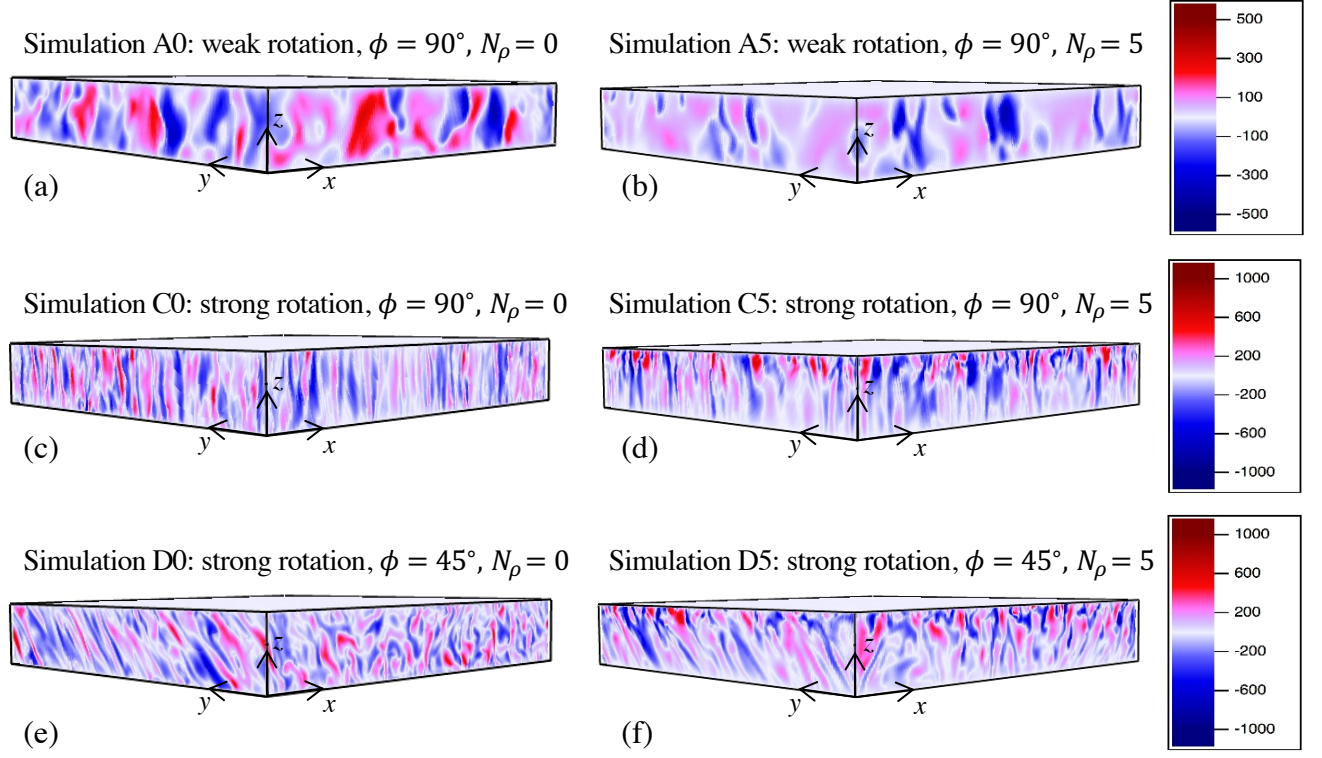 Simulation A0: weak rotation, ϕ = 90°, Nρ = 0
Simulation A5: weak rotation, ϕ = 90°, Nρ = 5
500
300
100
-100
-300
-500
z
y
x
(a)
z
y
x
(b)
Simulation C0: strong rotation, ϕ = 90°, Nρ = 0
Simulation C5: strong rotation, ϕ = 90°, Nρ = 5
1000
600
200
-200
-600
-1000
z
y
x
(c)
z
y
x
(d)
Simulation D0: strong rotation, ϕ = 45°, Nρ = 0
Simulation D5: strong rotation, ϕ = 45°, Nρ = 5
1000
600
200
-200
-600
-1000
z
y
x
(e)
z
y
x
(f)